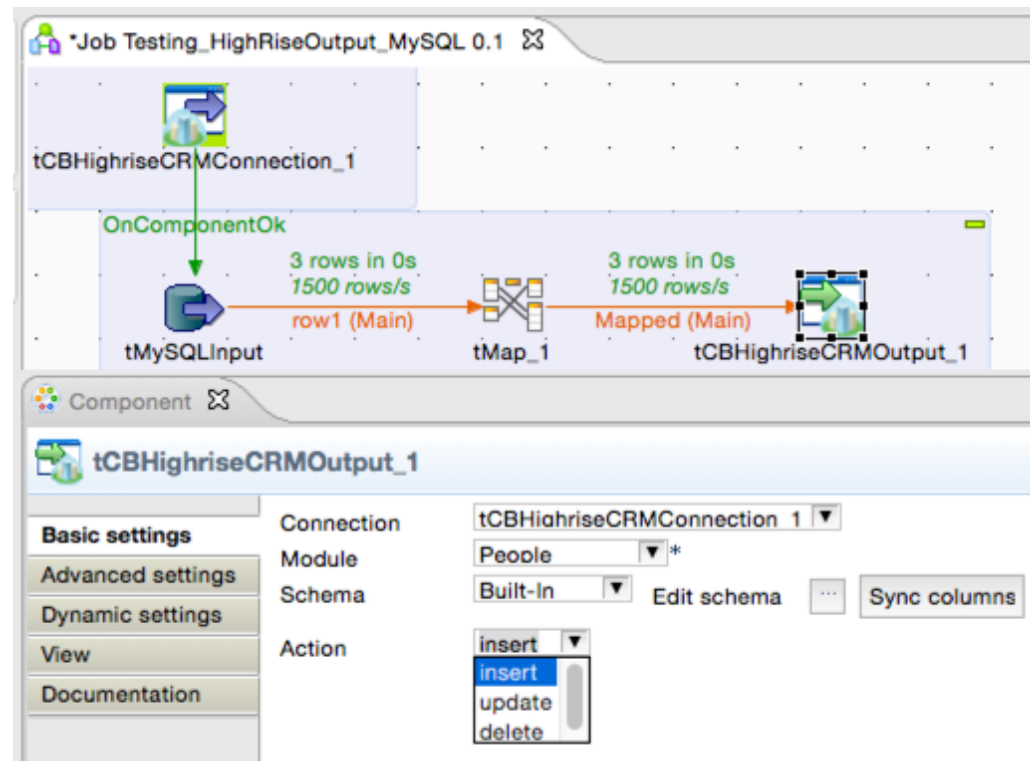 *Job Testing_HighRiseOutput_MySQL 0.1
tCBHighriseCRMConnection_1
OnComponentOk
3 rows in 0s
1500 rows/s
row1 (Main)
3 rows in 0s
1500 rows/s
Mapped (Main)
tMySQLInput
tMap_1
tCBHighriseCRMOutput_1
Component
tCBHighriseCRMOutput_1
Basic settings
Advanced settings
Dynamic settings
View
Documentation
Connection tCBHighriseCRMConnection_1
Module People *
Schema Built-In Edit schema ... Sync columns
Action insert
insert
update
delete